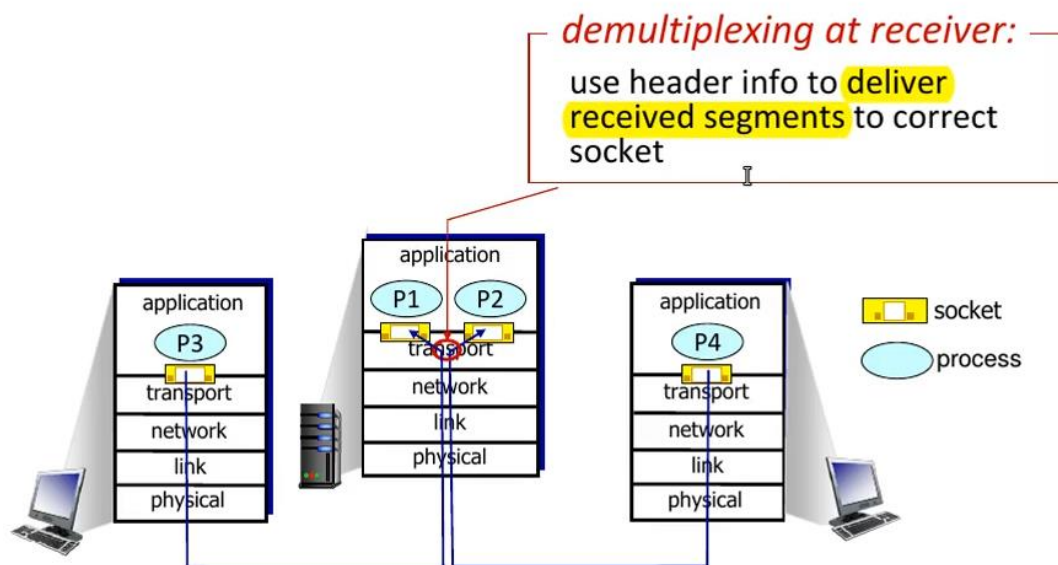 demultiplexing at receiver:
use header info to deliver
received segments to correct
socket
application
P1
P2
transport
network
link
physical
application
P3
transport
network
link
physical
application
P4
transport
network
link
physical
socket
process